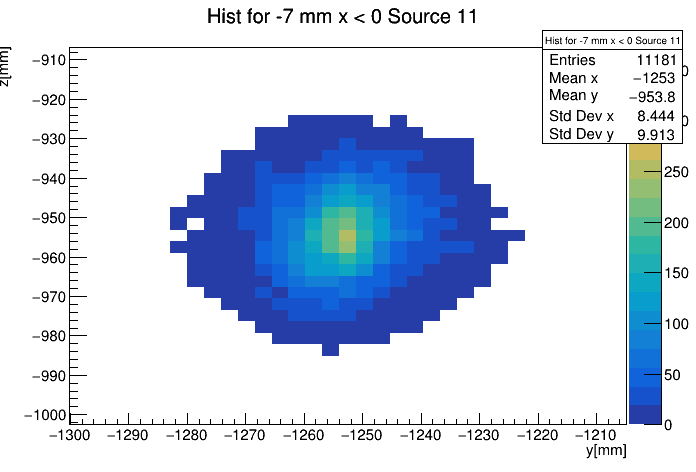 Hist for -7 mm x < 0 Source 11
z[mm]
Hist for -7 mm x < 0 Source 11
Entries 11181
Mean x −1253
Mean y −953.8
Std Dev x 8.444
Std Dev y 9.913
−910
−920
−930
−940
−950
−960
−970
−980
−990
−1000
−1300 −1290 −1280 −1270 −1260 −1250 −1240 −1230 −1220 −1210
y[mm]
250
200
150
100
50
0